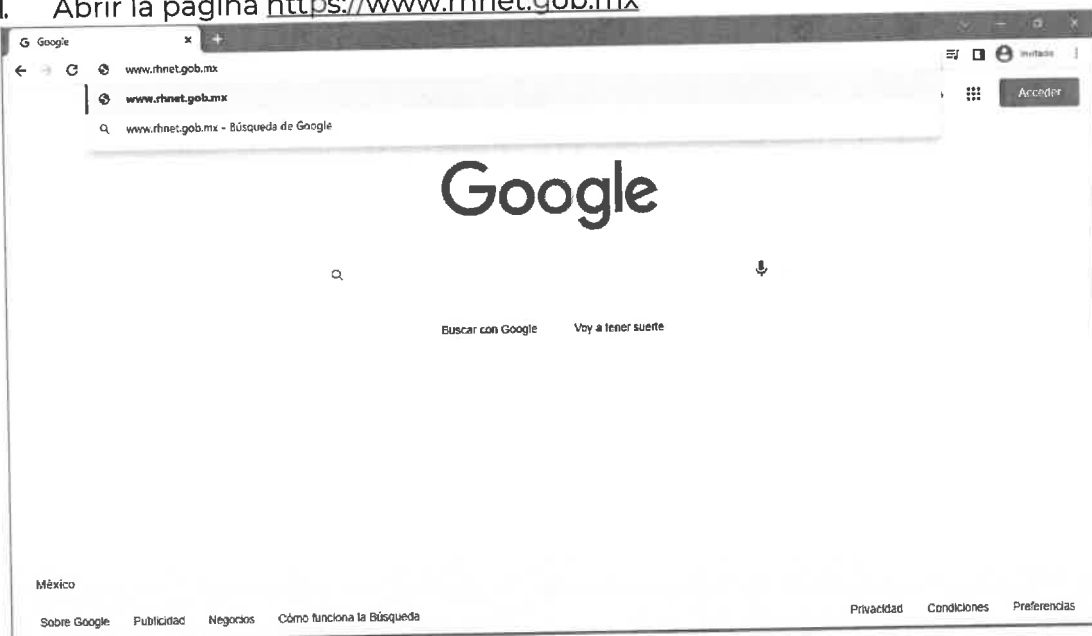 1. Abrir la página https://www.rhnet.gob.mx
G Google
www.rhnet.gob.mx
Invitado
www.rhnet.gob.mx
Acceder
www.rhnet.gob.mx - Búsqueda de Google
Google
Buscar con Google Voy a tener suerte
México
Sobre Google Publicidad Negocios Cómo funciona la Búsqueda Privacidad Condiciones Preferencias